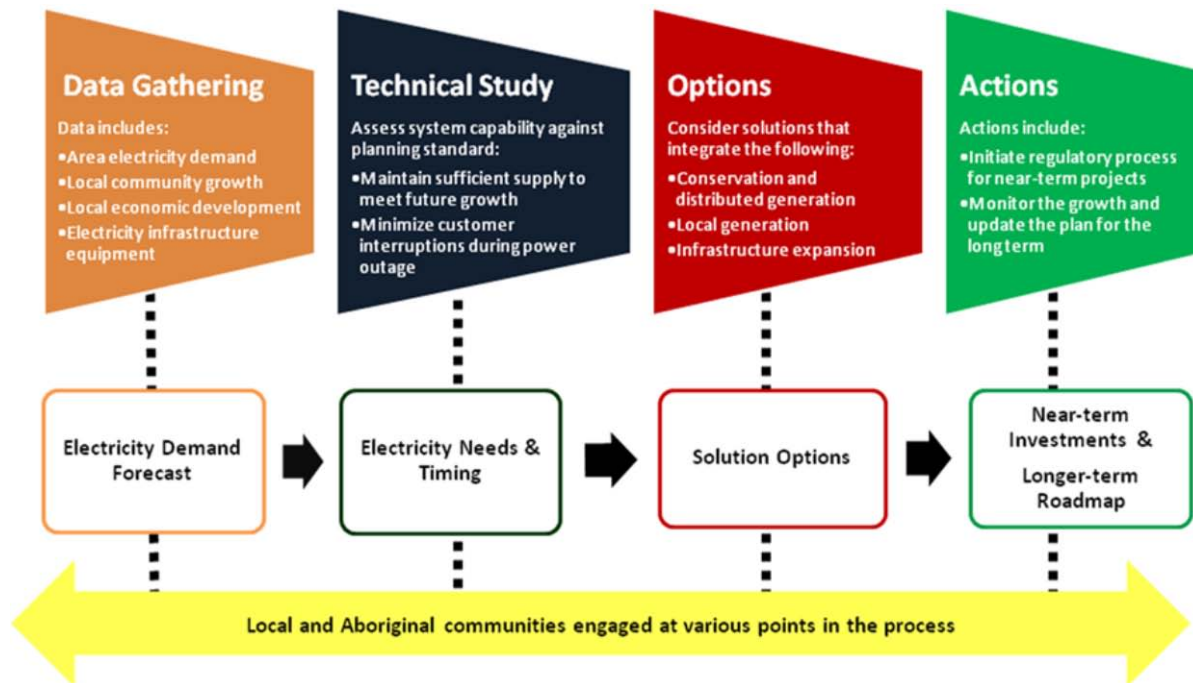 Data Gathering
Data includes:
•Area electricity demand
•Local community growth
•Local economic development
•Electricity infrastructure
equipment
Technical Study
Assess system capability against
planning standard:
•Maintain sufficient supply to
meet future growth
•Minimize customer
interruptions during power
outage
Options
Consider solutions that
integrate the following:
•Conservation and
distributed generation
•Local generation
•Infrastructure expansion
Actions
Actions include:
•Initiate regulatory process
for near-term projects
•Monitor the growth and
update the plan for the
long term
Electricity Demand
Forecast
Electricity Needs &
Timing
Solution Options
Near-term
Investments &
Longer-term
Roadmap
Local and Aboriginal communities engaged at various points in the process